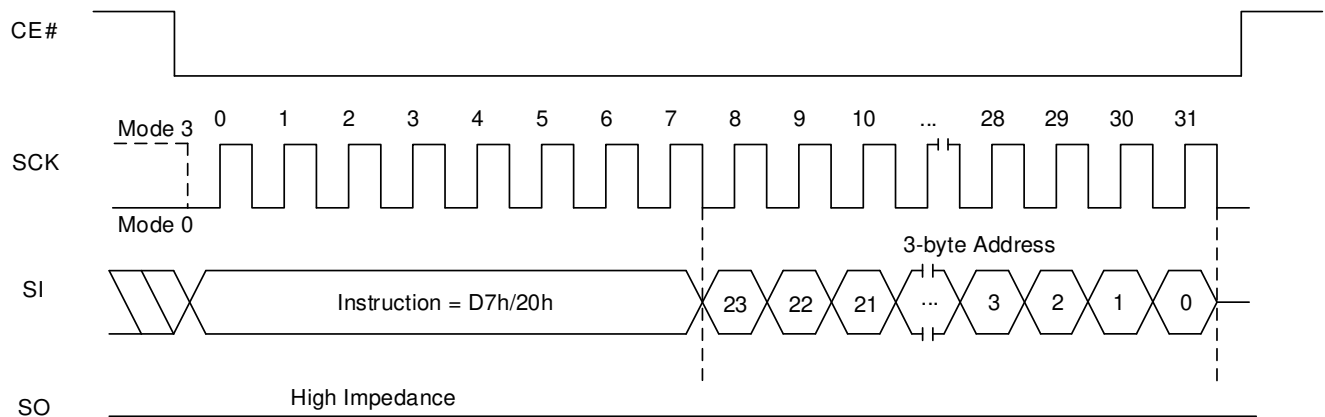 CE#
0 1 2 3 4 5 6 7 8 9 10 ... 28 29 30 31
Mode 3
SCK
Mode 0
3-byte Address
SI
Instruction = D7h/20h 23 22 21 ... 3 2 1 0
High Impedance
SO